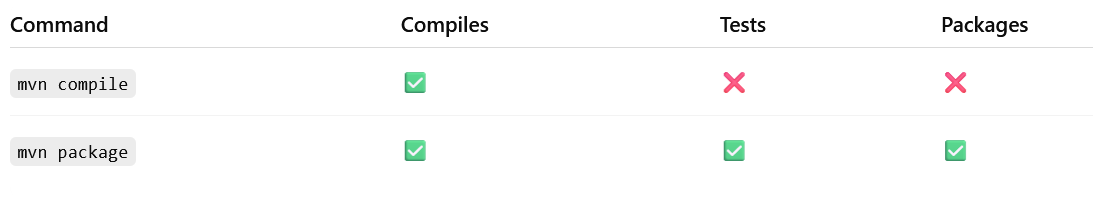 Command Compiles Tests Packages
mvn compile ✅ ❌ ❌
mvn package ✅ ✅ ✅